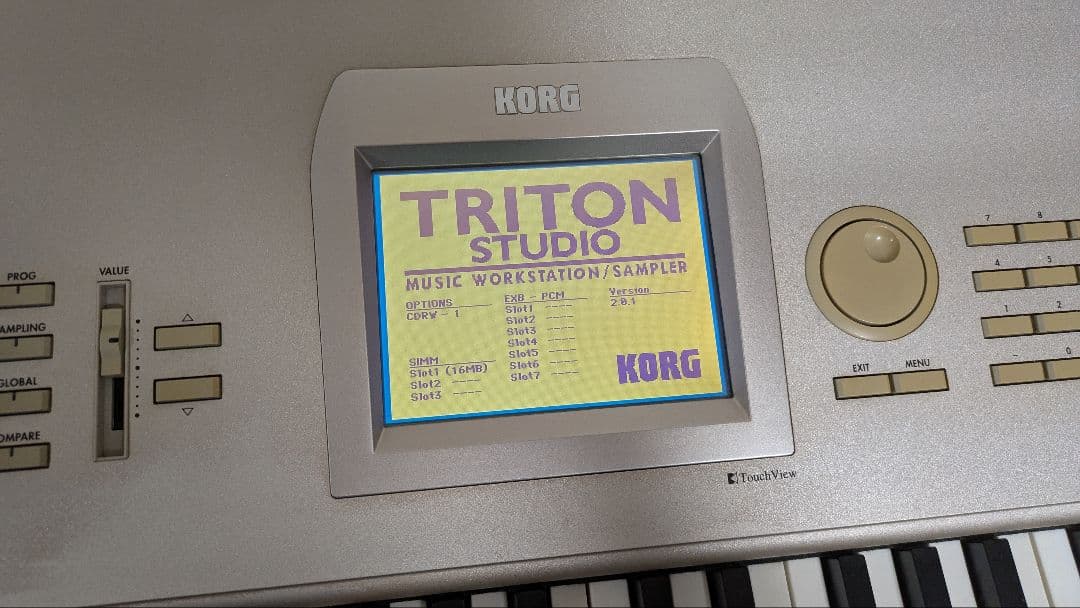 KORG
TRITON
STUDIO
MUSIC WORKSTATION/SAMPLER
OPTIONS
CDRW - 1
EXB - PCM
Slot1 ----
Slot2 ----
Slot3 ----
Slot4 ----
Slot5 ----
Slot6 ----
Slot7 ----
Version
2.0.1
SIMM
Slot1 (16MB)
Slot2 ----
Slot3 ----
KORG
TouchView
PROG
VALUE
AMPLING
GLOBAL
OMPARE
EXIT
MENU
7 8
4 5
1 2
- 0